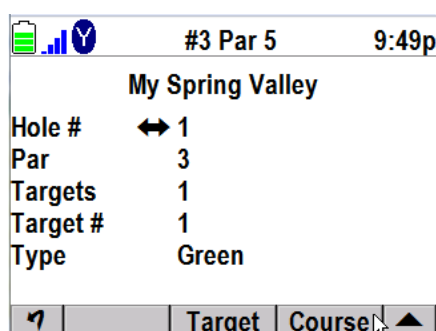 Y #3 Par 5 9:49p
My Spring Valley
Hole # 1
Par 3
Targets 1
Target # 1
Type Green
Target Course